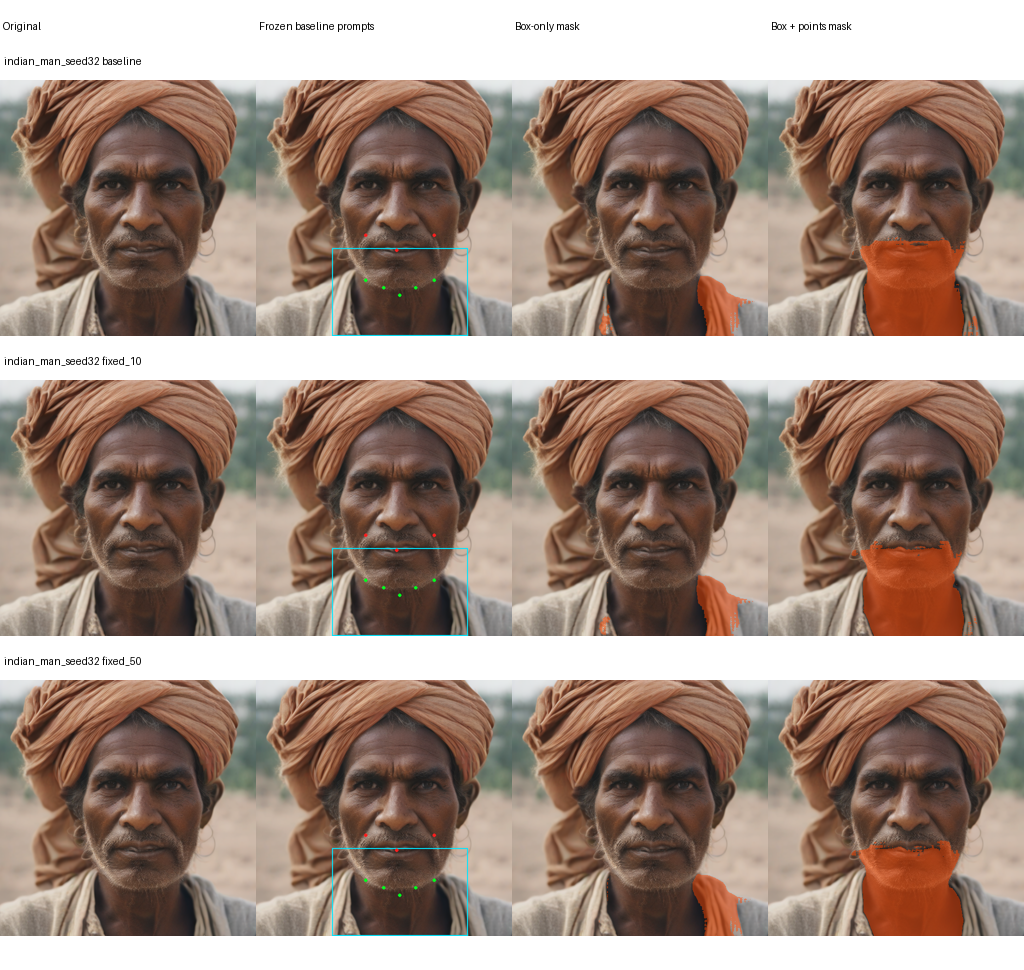 Original
Frozen baseline prompts
Box-only mask
Box + points mask
indian_man_seed32 baseline
indian_man_seed32 fixed_10
indian_man_seed32 fixed_50